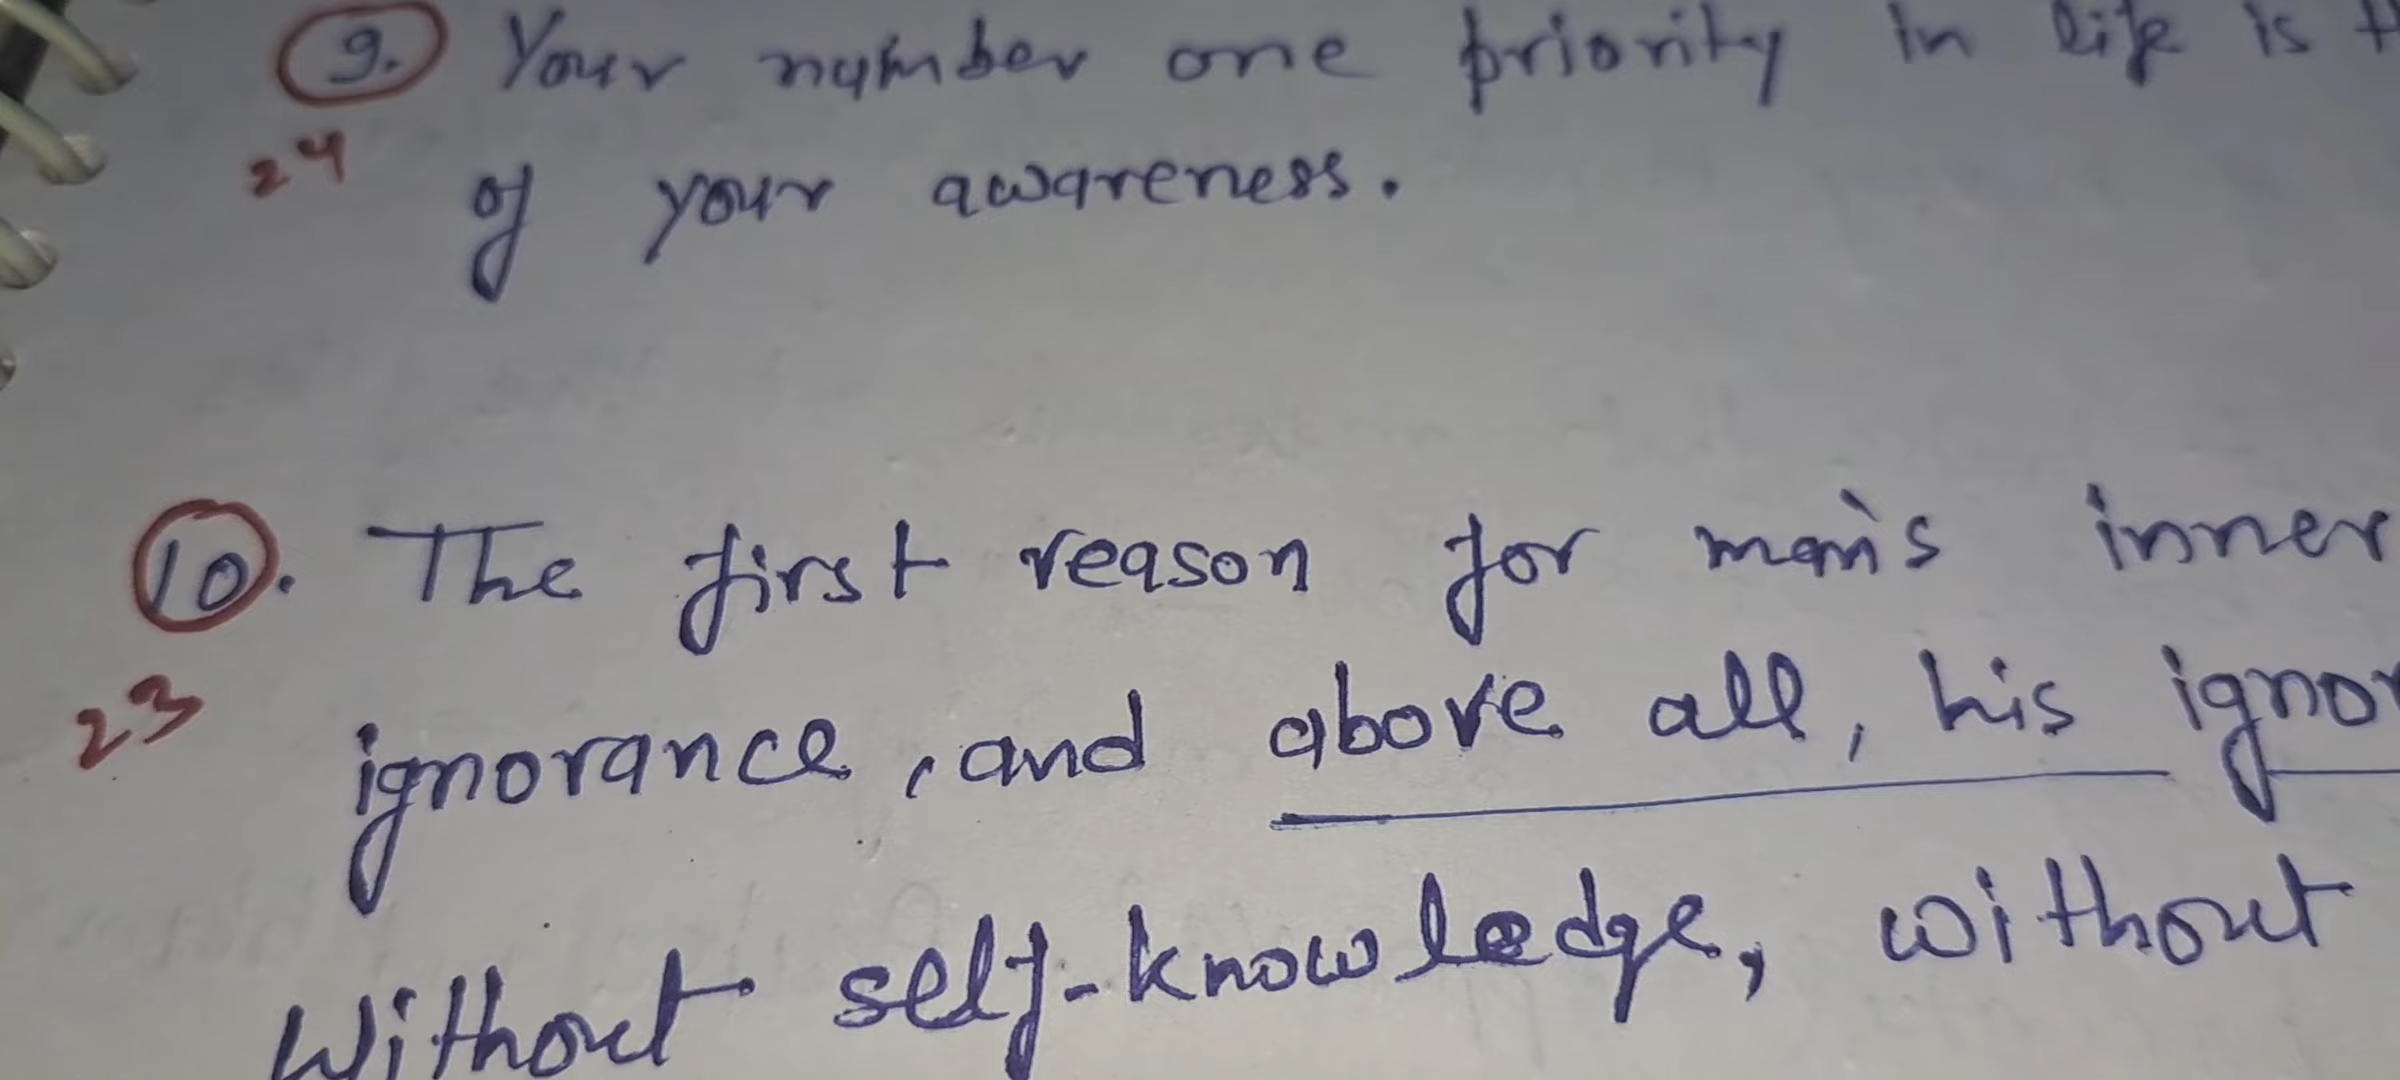 9. Your number one priority in life is
24
of your awareness.
10. The first reason for man's inner
23
ignorance, and above all, his
Without self-knowledge, without